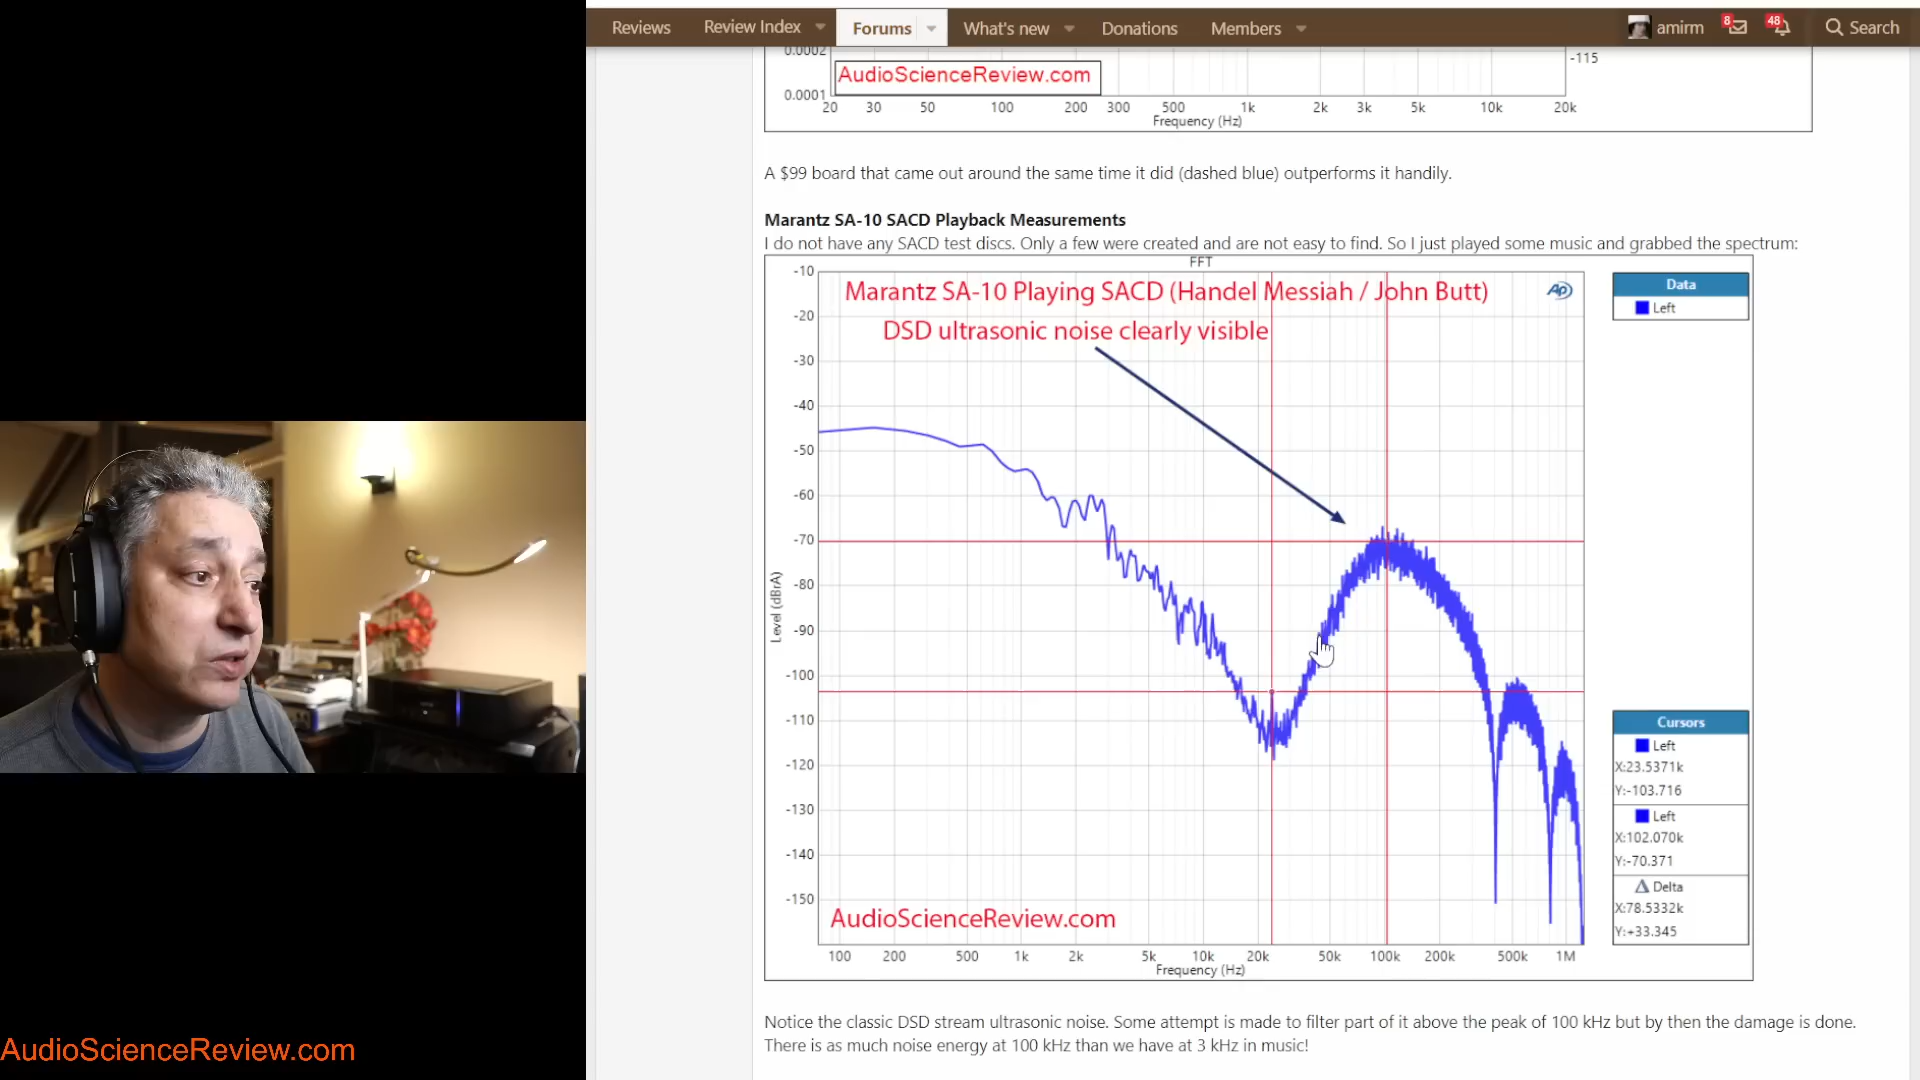 Reviews Review Index Forums What's new Donations Members amirm 8 48 Search
0.0002 -115
AudioScienceReview.com
0.0001
20 30 50 100 200 300 500 1k 2k 3k 5k 10k 20k
Frequency (Hz)
A $99 board that came out around the same time it did (dashed blue) outperforms it handily.
Marantz SA-10 SACD Playback Measurements
I do not have any SACD test discs. Only a few were created and are not easy to find. So I just played some music and grabbed the spectrum:
FFT
Marantz SA-10 Playing SACD (Handel Messiah / John Butt)
DSD ultrasonic noise clearly visible
AP
-10
-20
-30
-40
-50
-60
-70
-80
-90
-100
-110
-120
-130
-140
-150
Level (dBrA)
AudioScienceReview.com
100 200 500 1k 2k 5k 10k 20k 50k 100k 200k 500k 1M
Frequency (Hz)
Data
Left
Cursors
Left
X:23.5371k
Y:-103.716
Left
X:102.070k
Y:-70.371
Δ Delta
X:78.5332k
Y:+33.345
Notice the classic DSD stream ultrasonic noise. Some attempt is made to filter part of it above the peak of 100 kHz but by then the damage is done.
There is as much noise energy at 100 kHz than we have at 3 kHz in music!
AudioScienceReview.com